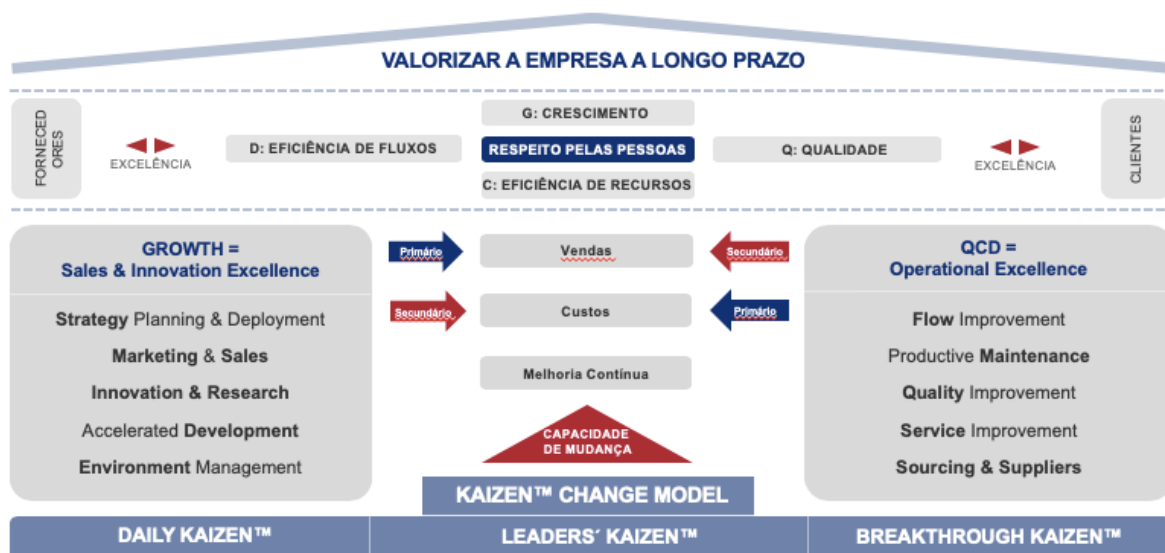 VALORIZAR A EMPRESA A LONGO PRAZO
FORNECED
ORES
EXCELÊNCIA
D: EFICIÊNCIA DE FLUXOS
G: CRESCIMENTO
RESPEITO PELAS PESSOAS
C: EFICIÊNCIA DE RECURSOS
Q: QUALIDADE
EXCELÊNCIA
CLIENTES
GROWTH =
Sales & Innovation Excellence
Strategy Planning & Deployment
Marketing & Sales
Innovation & Research
Accelerated Development
Environment Management
Primário
Vendas
Secundário
Secundário
Custos
Primário
Melhoria Contínua
CAPACIDADE
DE MUDANÇA
QCD =
Operational Excellence
Flow Improvement
Productive Maintenance
Quality Improvement
Service Improvement
Sourcing & Suppliers
KAIZEN™ CHANGE MODEL
DAILY KAIZEN™
LEADERS´ KAIZEN™
BREAKTHROUGH KAIZEN™